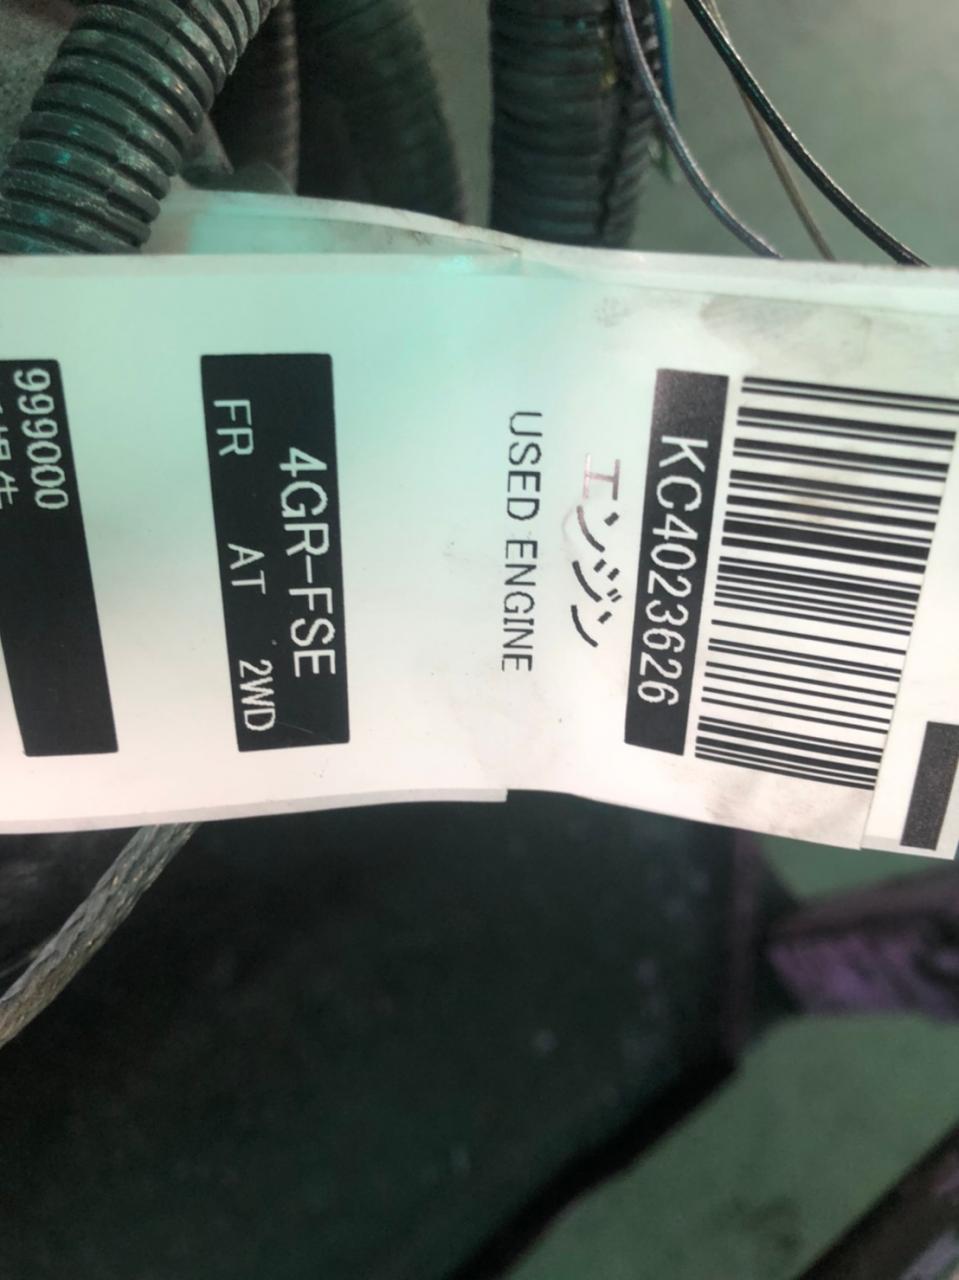 KC4023626
エンジン
USED ENGINE
4GR-FSE
FR AT 2WD
999000